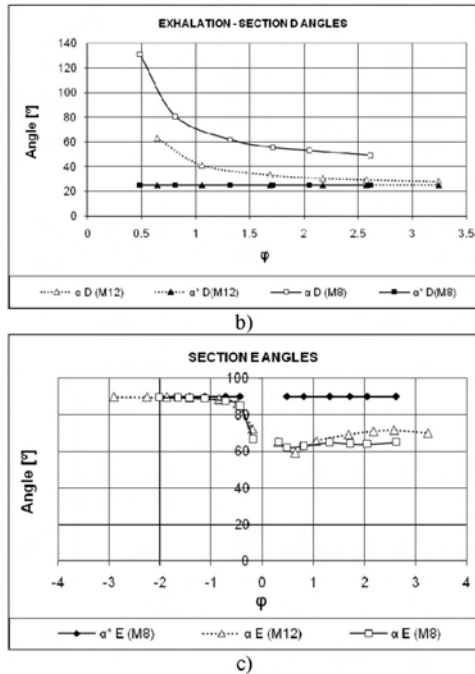 EXHALATION - SECTION D ANGLES
Angle [º]
140
120
100
80
60
40
20
0
0 0.5 1 1.5 2 2.5 3 3.5
φ
α D (M12) α* D(M12) α D (M8) α* D(M8)
b)
SECTION E ANGLES
Angle [º]
100
80
60
40
20
0
-4 -3 -2 -1 0 1 2 3 4
φ
α* E (M8) α E (M12) α E (M8)
c)